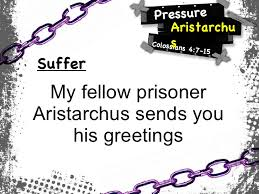 Pressure
Aristarchu
s
Colossians 4:7-15
Suffer
My fellow prisoner
Aristarchus sends you
his greetings